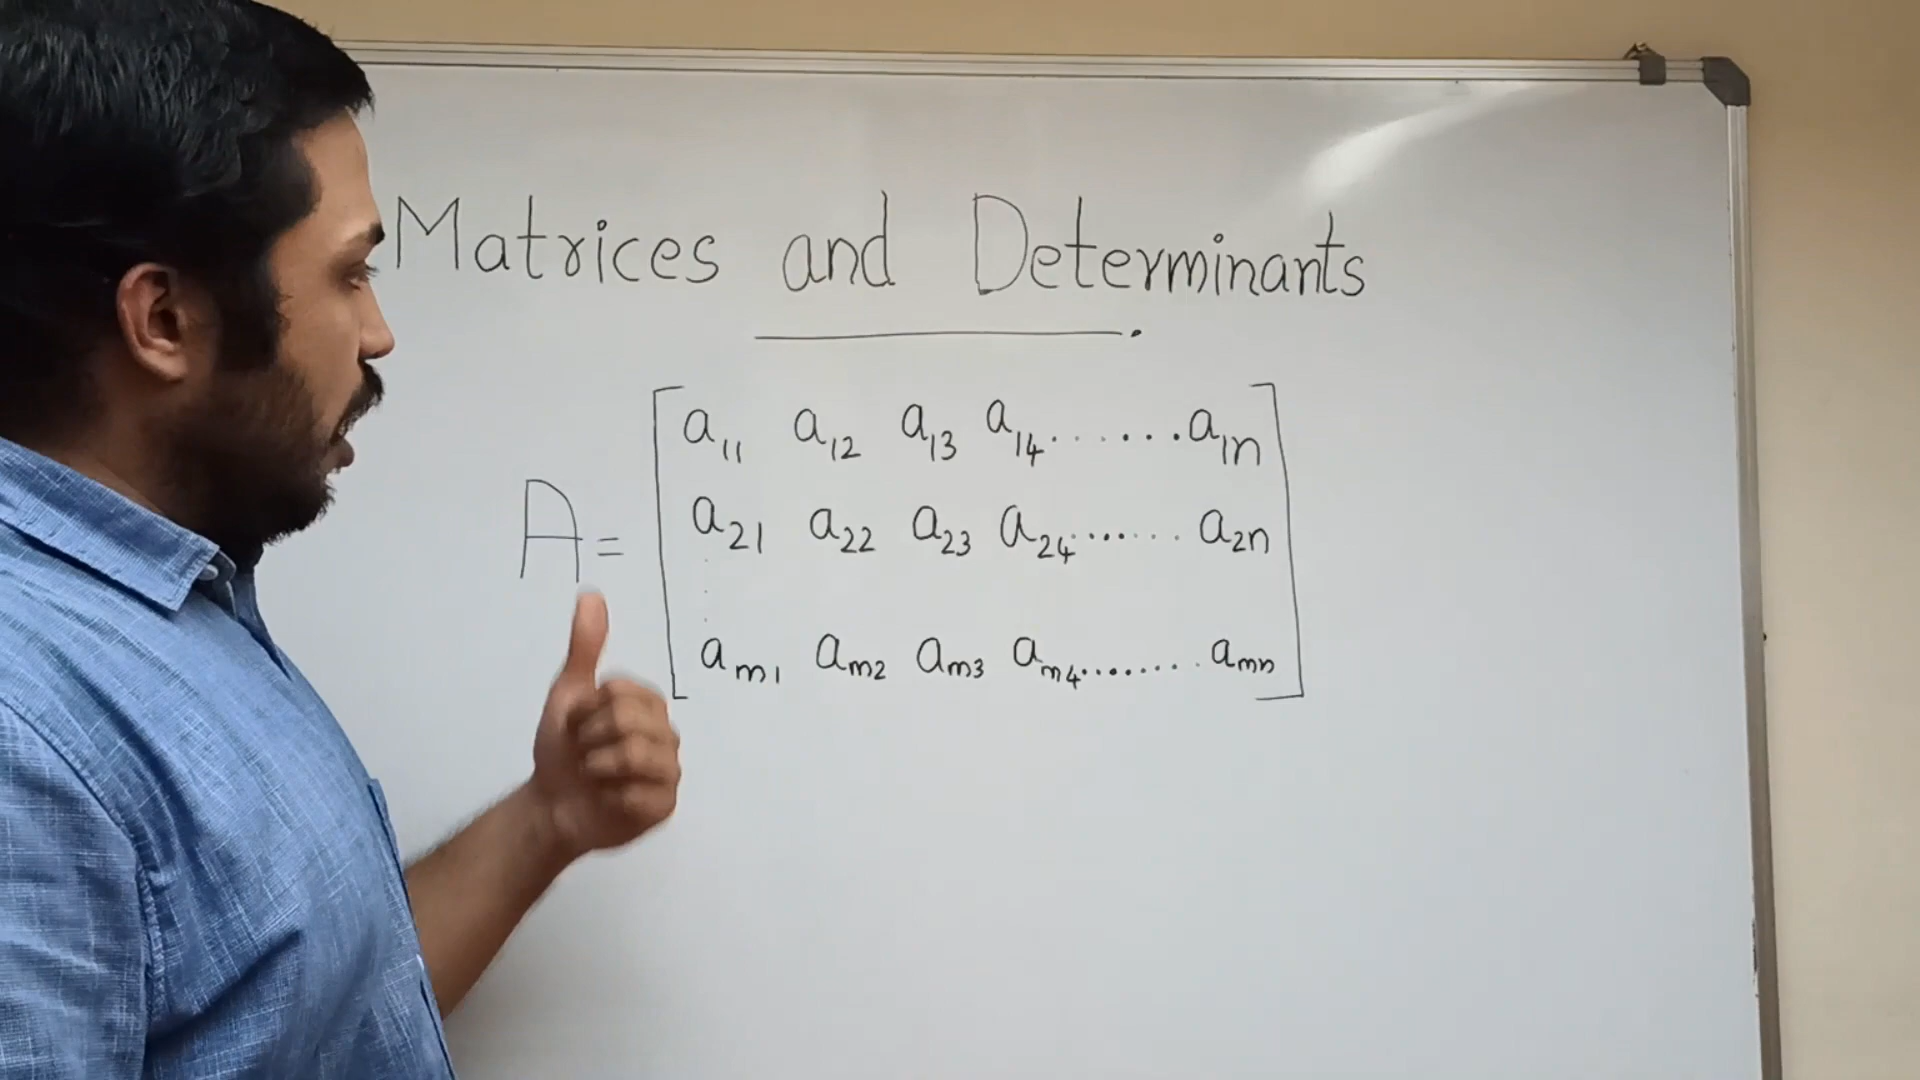 Matrices and Determinants
A = [ a11 a12 a13 a14.......a1n
a21 a22 a23 a24....... a2n
am1 am2 am3 am4........ amn ]